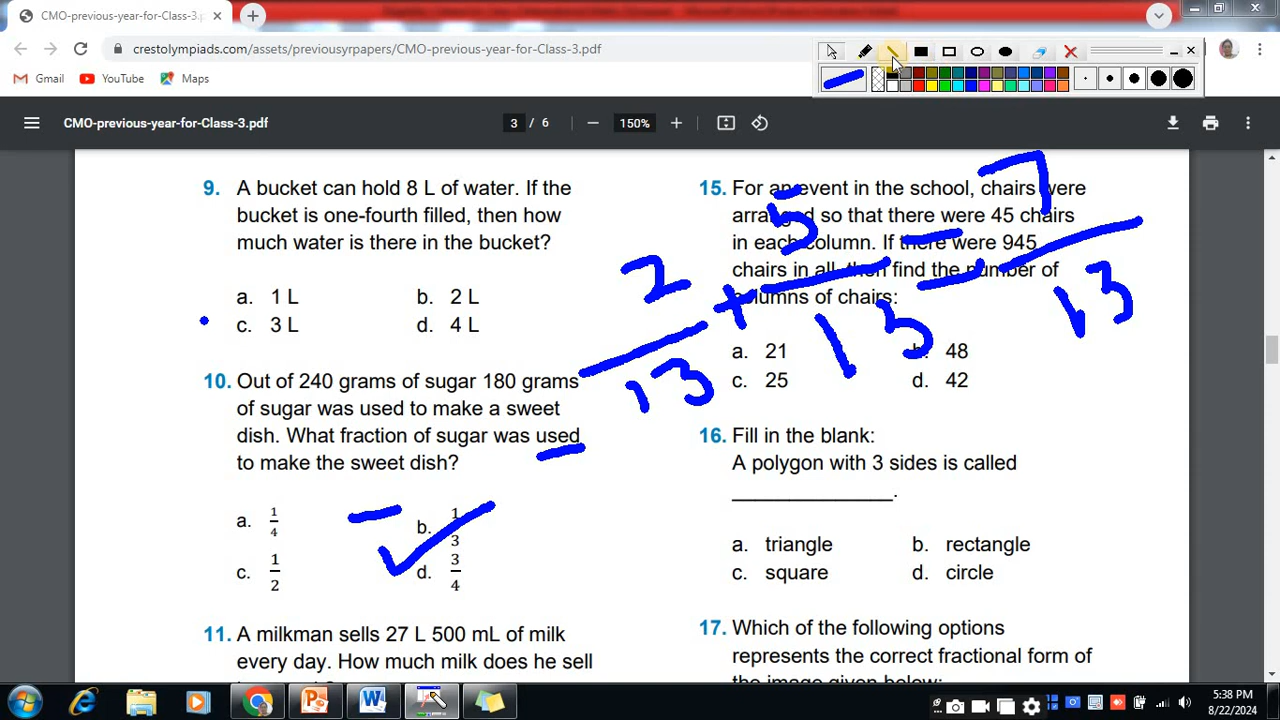 CMO-previous-year-for-Class-3.p
crestolympiads.com/assets/previousyrpapers/CMO-previous-year-for-Class-3.pdf
Gmail
YouTube
Maps
CMO-previous-year-for-Class-3.pdf
3 / 6
150%
9. A bucket can hold 8 L of water. If the
bucket is one-fourth filled, then how
much water is there in the bucket?
a. 1 L
b. 2 L
c. 3 L
d. 4 L
10. Out of 240 grams of sugar 180 grams
of sugar was used to make a sweet
dish. What fraction of sugar was used
to make the sweet dish?
a. 1/4
b. 1/3
c. 1/2
d. 3/4
11. A milkman sells 27 L 500 mL of milk
every day. How much milk does he sell
2/13 + 5/13 = 7/13
15. For an event in the school, chairs were
arranged so that there were 45 chairs
in each column. If there were 945
chairs in all, then find the number of
columns of chairs:
a. 21
b. 48
c. 25
d. 42
16. Fill in the blank:
A polygon with 3 sides is called
_______________.
a. triangle
b. rectangle
c. square
d. circle
17. Which of the following options
represents the correct fractional form of
5:38 PM
8/22/2024